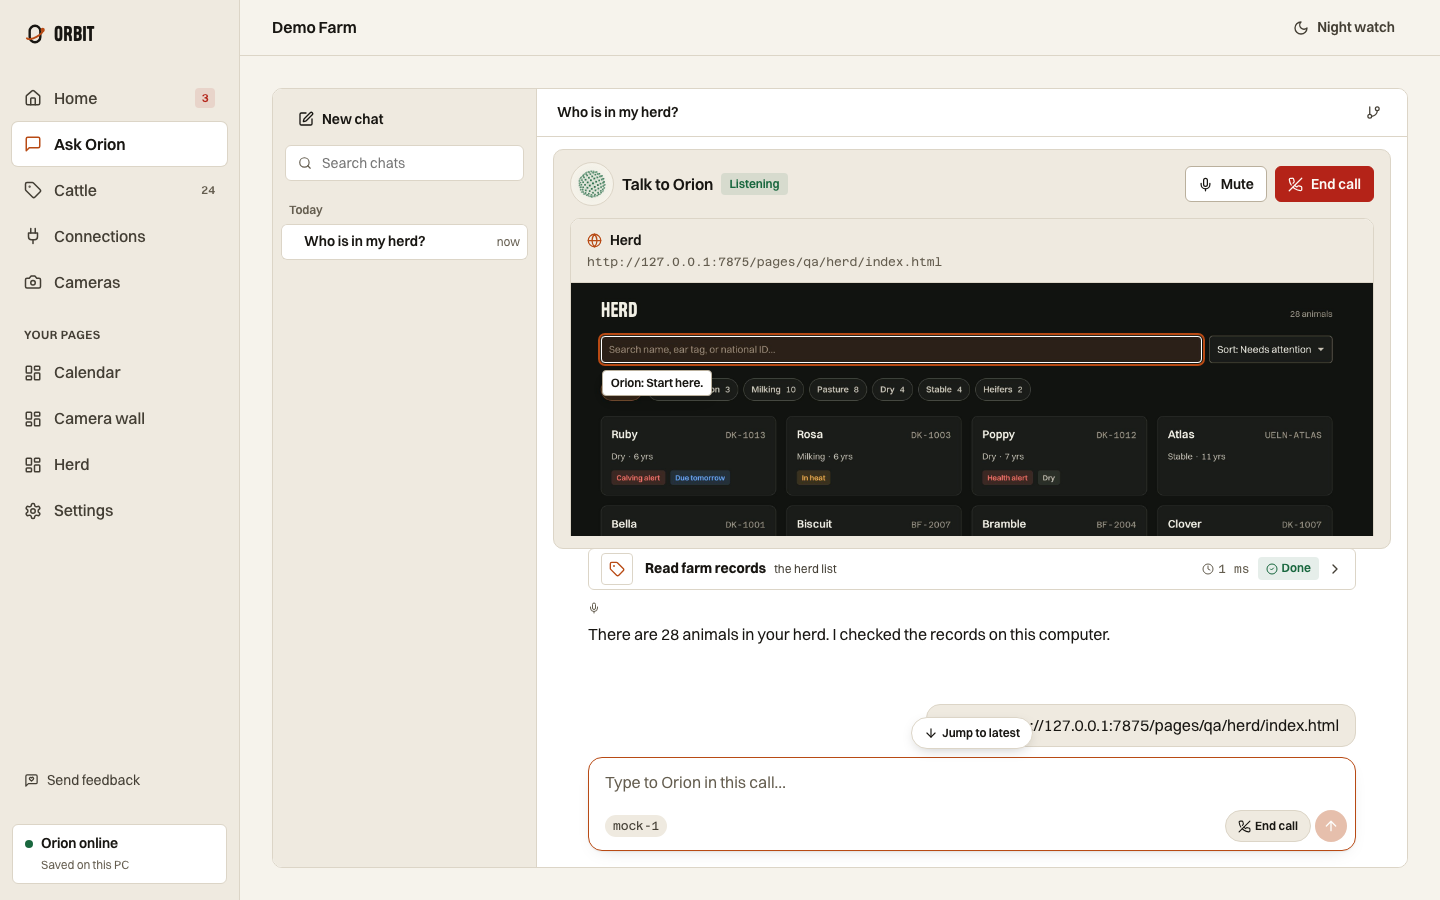 ORBIT
Home 3
Ask Orion
Cattle 24
Connections
Cameras
YOUR PAGES
Calendar
Camera wall
Herd
Settings
Send feedback
Orion online
Saved on this PC
Demo Farm
Night watch
New chat
Search chats
Today
Who is in my herd? now
Who is in my herd?
Talk to Orion Listening
Mute
End call
Herd
http://127.0.0.1:7875/pages/qa/herd/index.html
HERD
28 animals
Search name, ear tag, or national ID...
Sort: Needs attention
Orion: Start here.
3
Milking 10
Pasture 8
Dry 4
Stable 4
Heifers 2
Ruby DK-1013
Dry · 6 yrs
Calving alert Due tomorrow
Rosa DK-1003
Milking · 6 yrs
In heat
Poppy DK-1012
Dry · 7 yrs
Health alert Dry
Atlas UELN-ATLAS
Stable · 11 yrs
Bella DK-1001
Biscuit BF-2007
Bramble BF-2004
Clover DK-1007
Read farm records the herd list
1 ms Done
There are 28 animals in your herd. I checked the records on this computer.
://127.0.0.1:7875/pages/qa/herd/index.html
Jump to latest
Type to Orion in this call...
mock-1
End call